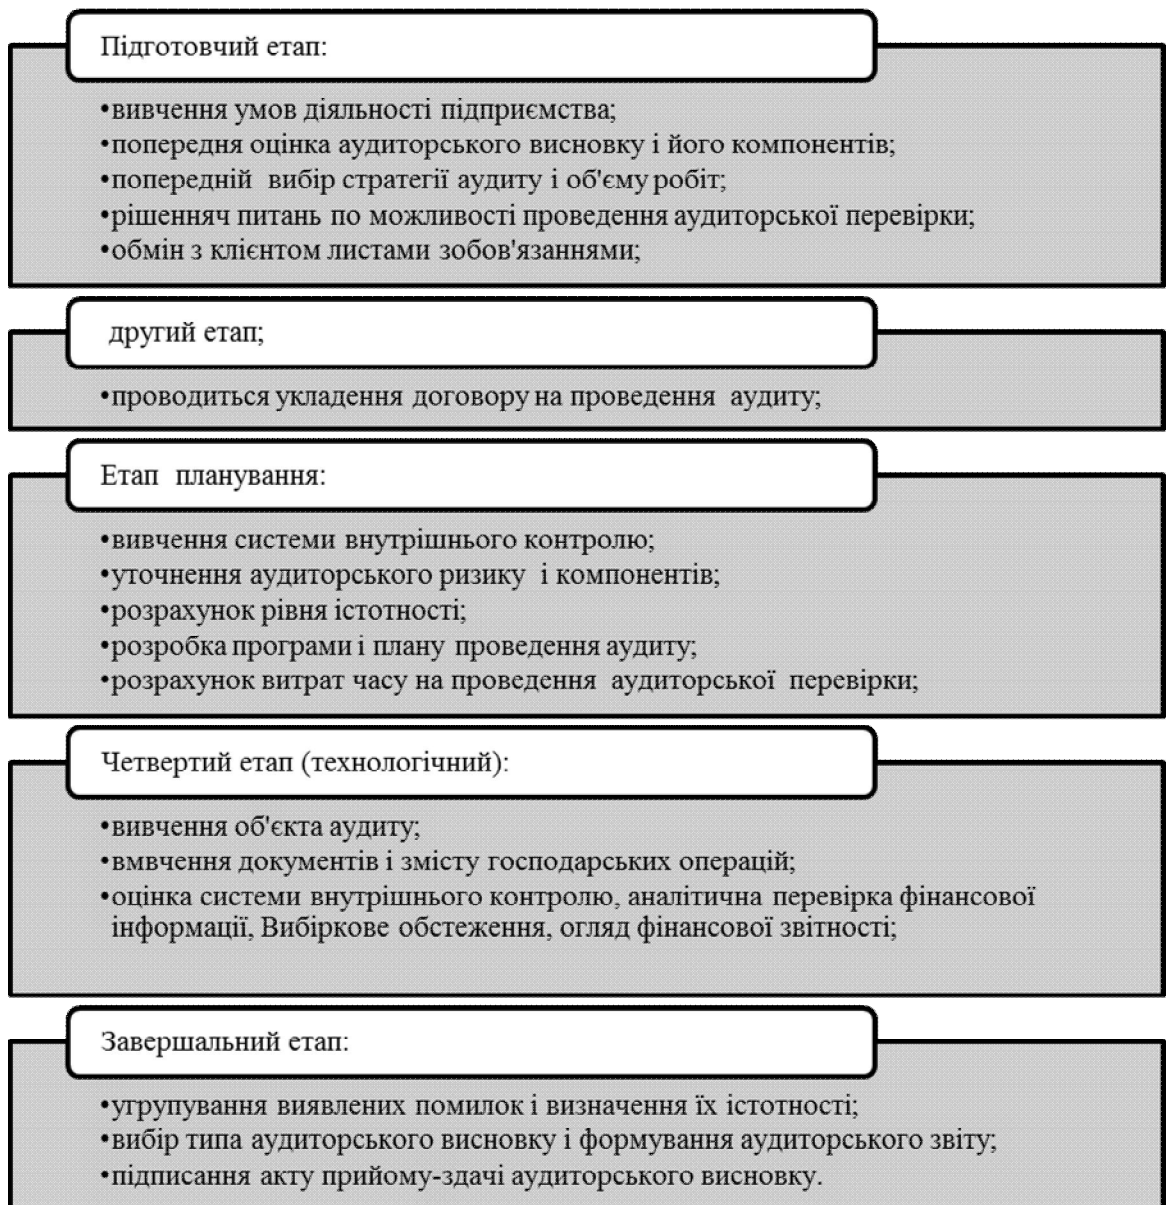 Підготовчий етап:
•вивчення умов діяльності підприємства;
•попередня оцінка аудиторського висновку і його компонентів;
•попередній вибір стратегії аудиту і об'єму робіт;
•рішенняч питань по можливості проведення аудиторської перевірки;
•обмін з клієнтом листами зобов'язаннями;
другий етап;
•проводиться укладення договору на проведення аудиту;
Етап планування:
•вивчення системи внутрішнього контролю;
•уточнення аудиторського ризику і компонентів;
•розрахунок рівня істотності;
•розробка програми і плану проведення аудиту;
•розрахунок витрат часу на проведення аудиторської перевірки;
Четвертий етап (технологічний):
•вивчення об'єкта аудиту;
•вмвчення документів і змісту господарських операцій;
•оцінка системи внутрішнього контролю, аналітична перевірка фінансової
інформації, Вибіркове обстеження, огляд фінансової звітності;
Завершальний етап:
•угрупування виявлених помилок і визначення їх істотності;
•вибір типа аудиторського висновку і формування аудиторського звіту;
•підписання акту прийому-здачі аудиторського висновку.